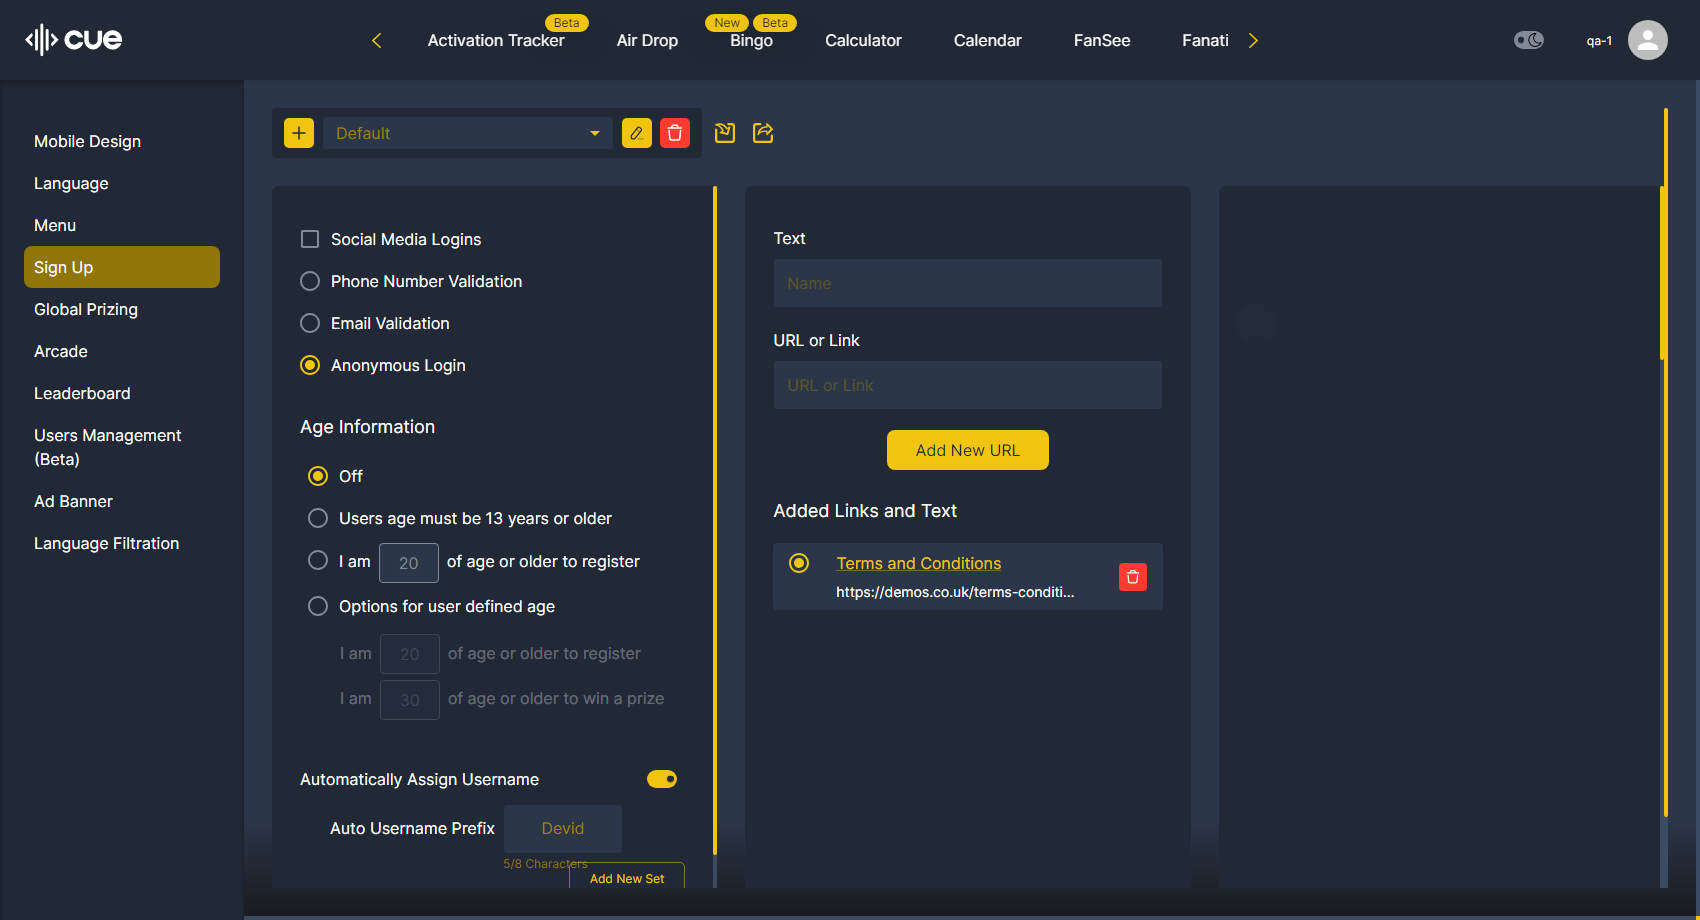 cue
Beta
New
Beta
Activation Tracker
Air Drop
Bingo
Calculator
Calendar
FanSee
Fanati
qa-1
Mobile Design
Language
Menu
Sign Up
Global Prizing
Arcade
Leaderboard
Users Management
(Beta)
Ad Banner
Language Filtration
Default
Social Media Logins
Phone Number Validation
Email Validation
Anonymous Login
Age Information
Off
Users age must be 13 years or older
I am 20 of age or older to register
Options for user defined age
I am 20 of age or older to register
I am 30 of age or older to win a prize
Automatically Assign Username
Auto Username Prefix Devid
5/8 Characters
Add New Set
Text
Name
URL or Link
URL or Link
Add New URL
Added Links and Text
Terms and Conditions
https://demos.co.uk/terms-conditi...